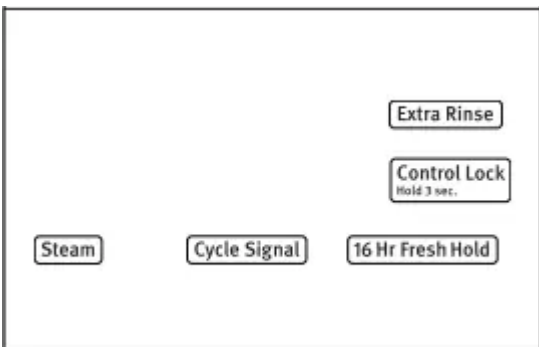 Extra Rinse
Control Lock
Hold 3 sec.
Steam
Cycle Signal
16 Hr Fresh Hold